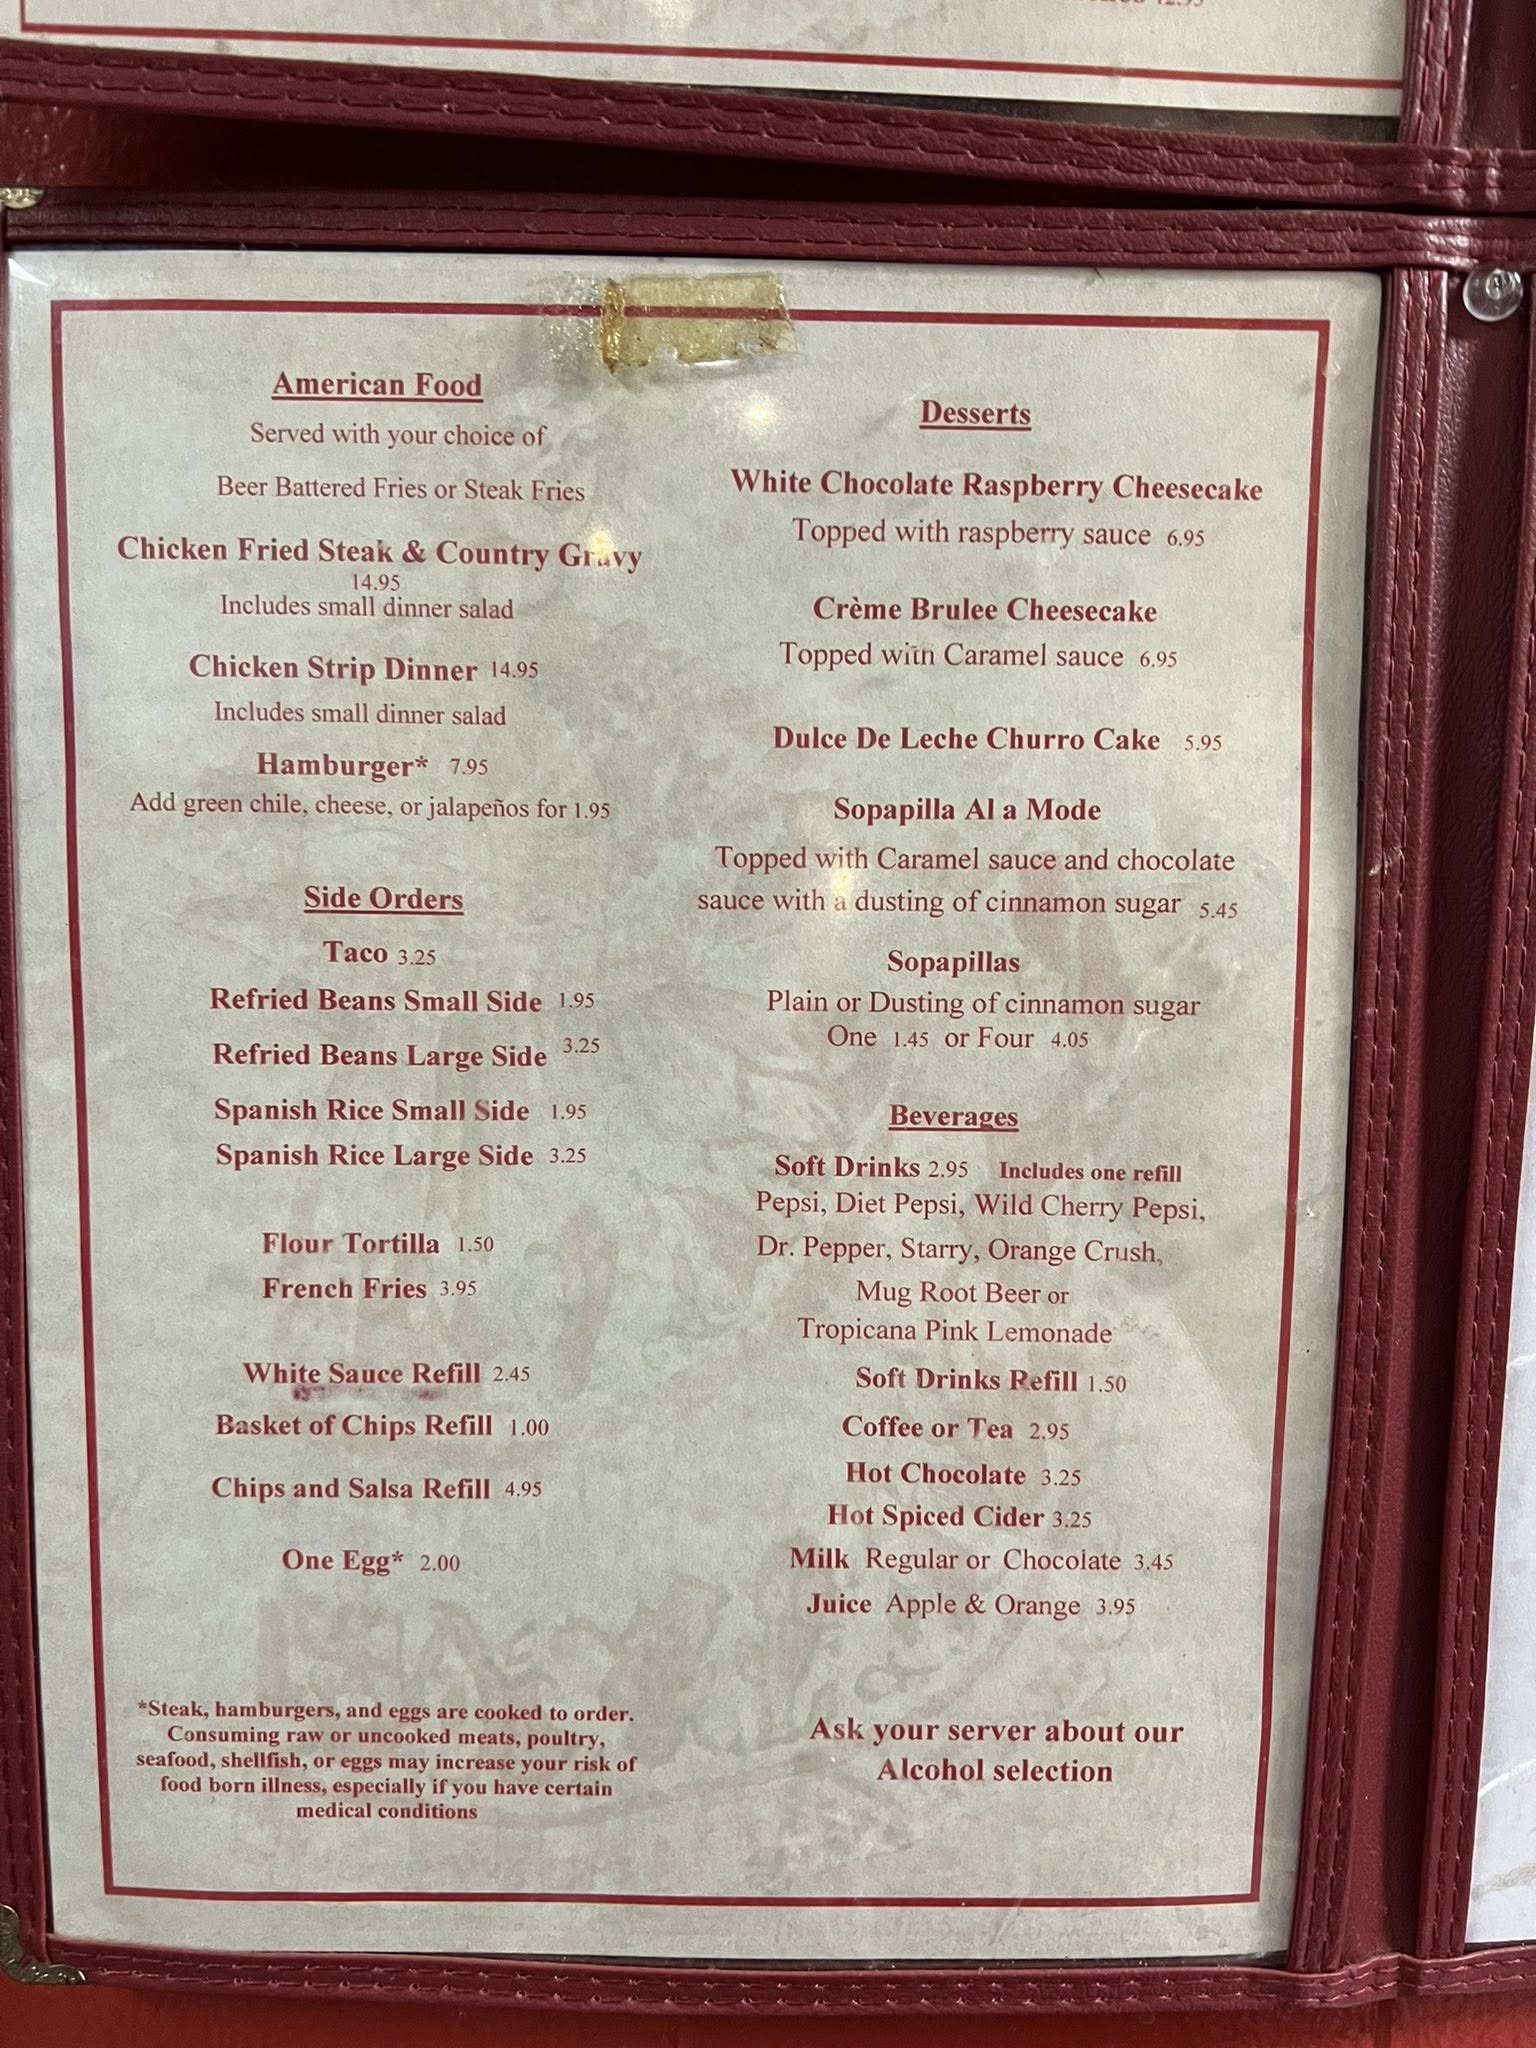 12.95
American Food
Served with your choice of
Beer Battered Fries or Steak Fries
Chicken Fried Steak & Country Gravy
14.95
Includes small dinner salad
Chicken Strip Dinner 14.95
Includes small dinner salad
Hamburger* 7.95
Add green chile, cheese, or jalapeños for 1.95
Side Orders
Taco 3.25
Refried Beans Small Side 1.95
Refried Beans Large Side 3.25
Spanish Rice Small Side 1.95
Spanish Rice Large Side 3.25
Flour Tortilla 1.50
French Fries 3.95
White Sauce Refill 2.45
Basket of Chips Refill 1.00
Chips and Salsa Refill 4.95
One Egg* 2.00
*Steak, hamburgers, and eggs are cooked to order.
Consuming raw or uncooked meats, poultry,
seafood, shellfish, or eggs may increase your risk of
food born illness, especially if you have certain
medical conditions
Desserts
White Chocolate Raspberry Cheesecake
Topped with raspberry sauce 6.95
Crème Brulee Cheesecake
Topped with Caramel sauce 6.95
Dulce De Leche Churro Cake 5.95
Sopapilla Al a Mode
Topped with Caramel sauce and chocolate
sauce with a dusting of cinnamon sugar 5.45
Sopapillas
Plain or Dusting of cinnamon sugar
One 1.45 or Four 4.05
Beverages
Soft Drinks 2.95 Includes one refill
Pepsi, Diet Pepsi, Wild Cherry Pepsi,
Dr. Pepper, Starry, Orange Crush,
Mug Root Beer or
Tropicana Pink Lemonade
Soft Drinks Refill 1.50
Coffee or Tea 2.95
Hot Chocolate 3.25
Hot Spiced Cider 3.25
Milk Regular or Chocolate 3.45
Juice Apple & Orange 3.95
Ask your server about our
Alcohol selection